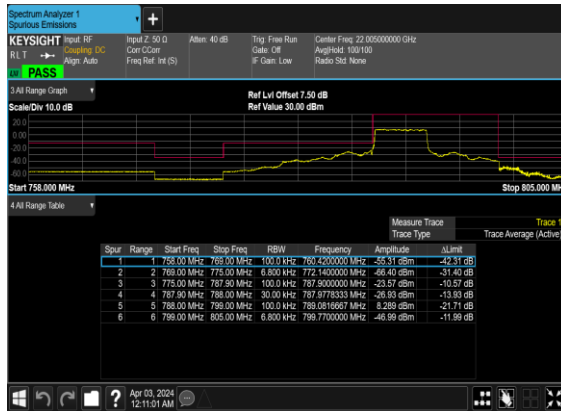 Spectrum Analyzer 1
Spurious Emissions
+
KEYSIGHT Input: RF Input Z: 50 Ω Atten: 40 dB Trig: Free Run Center Freq: 22.005000000 GHz
RLT Coupling: DC Corr CCorr Gate: Off Avg|Hold: 100/100
Align: Auto Freq Ref: Int (S) IF Gain: Low Radio Std: None
PASS
3 All Range Graph
Ref Lvl Offset 7.50 dB
Scale/Div 10.0 dB Ref Value 30.00 dBm
20.0
0.00
-20.0
-40.0
-60.0
Start 758.000 MHz Stop 805.000 MH
4 All Range Table
Measure Trace Trace 1
Trace Type Trace Average (Active)
Spur Range Start Freq Stop Freq RBW Frequency Amplitude ΔLimit
1 1 758.00 MHz 769.00 MHz 100.0 kHz 760.4200000 MHz -55.31 dBm -42.31 dB
2 2 769.00 MHz 775.00 MHz 6.800 kHz 772.1400000 MHz -66.40 dBm -31.40 dB
3 3 775.00 MHz 787.90 MHz 100.0 kHz 787.9000000 MHz -23.57 dBm -10.57 dB
4 4 787.90 MHz 788.00 MHz 30.00 kHz 787.9778333 MHz -26.93 dBm -13.93 dB
5 5 788.00 MHz 799.00 MHz 100.0 kHz 789.0816667 MHz 8.289 dBm -21.71 dB
6 6 799.00 MHz 805.00 MHz 6.800 kHz 799.7700000 MHz -46.99 dBm -11.99 dB
? Apr 03, 2024
12:11:01 AM